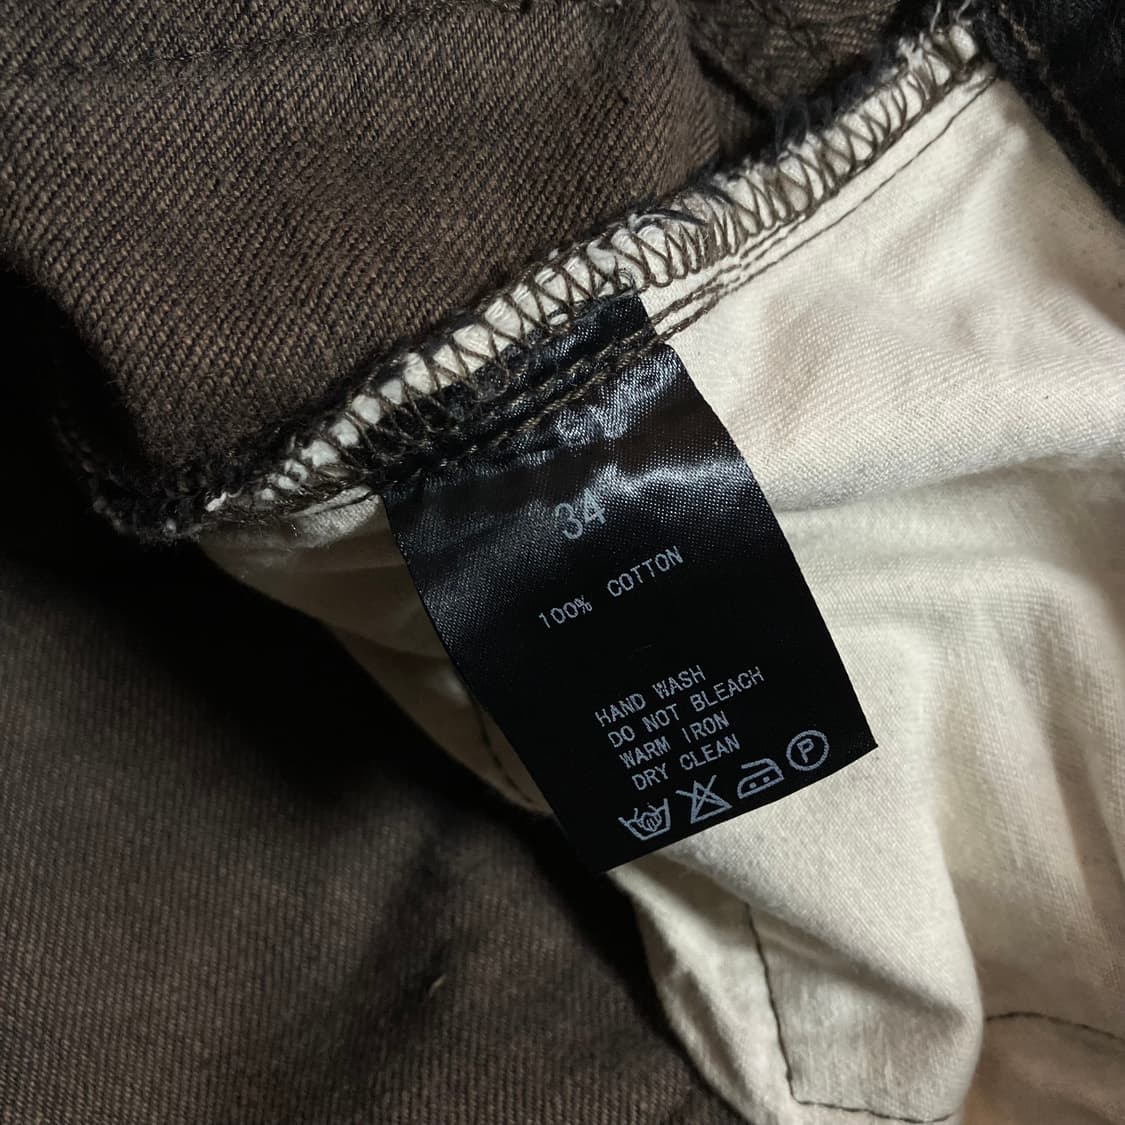 34
100% COTTON
HAND WASH
DO NOT BLEACH
WARM IRON
DRY CLEAN
P